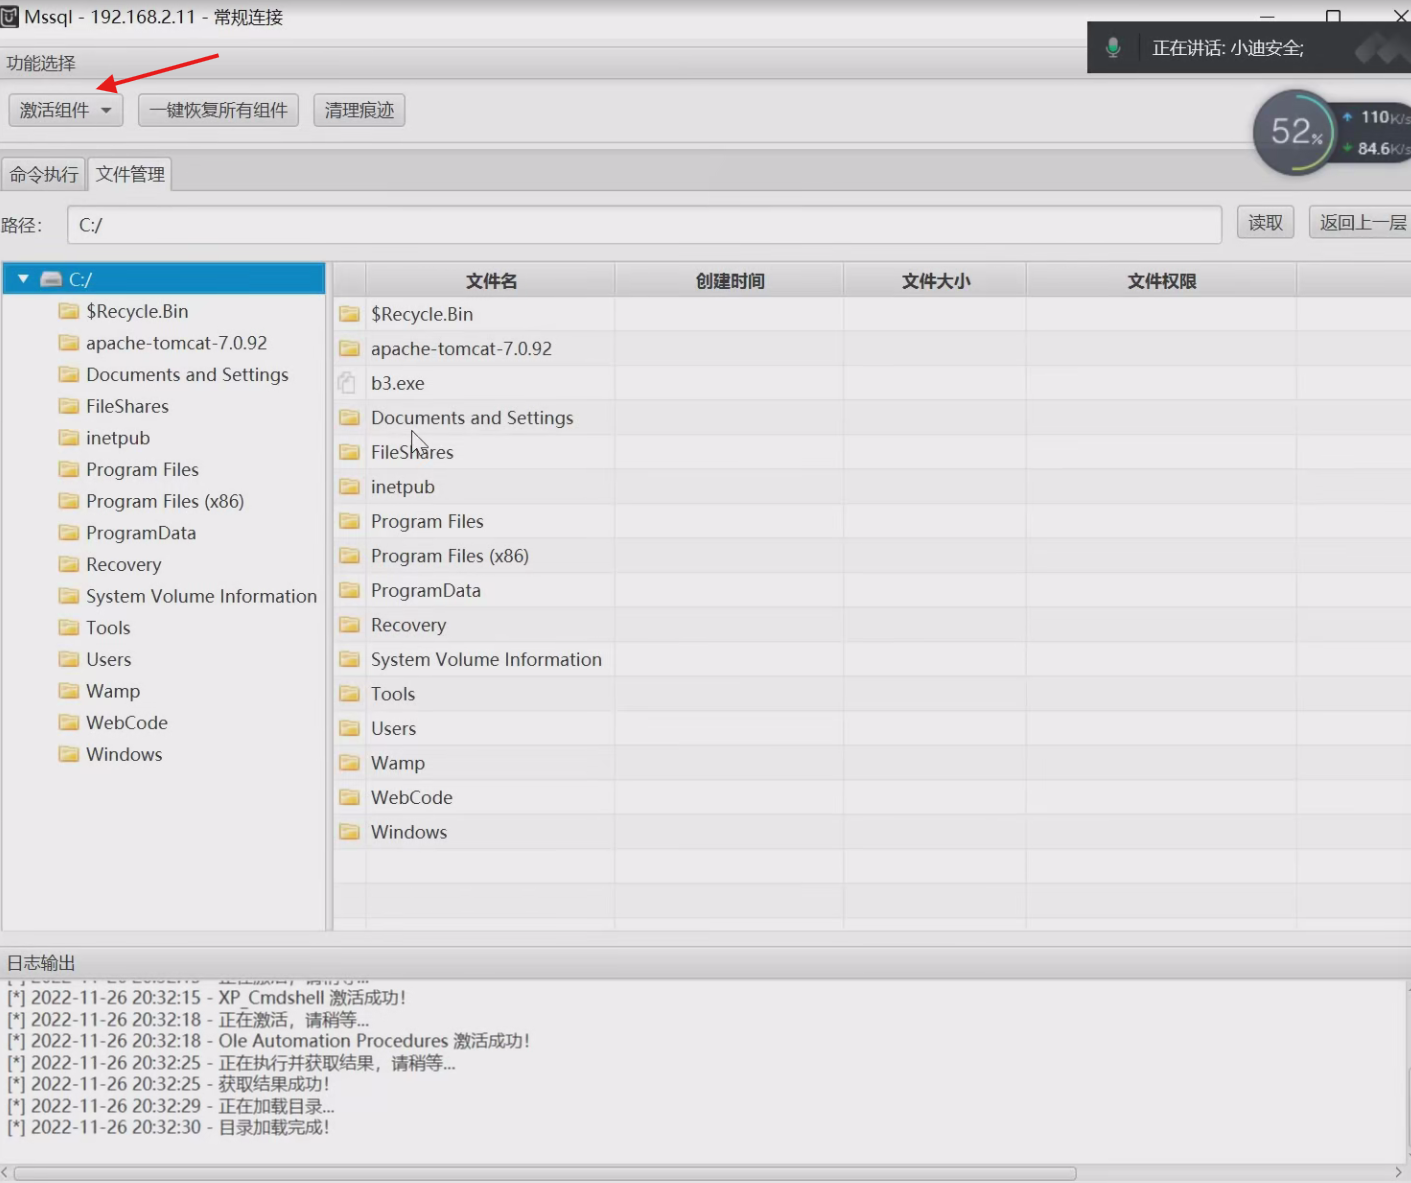 Mssql - 192.168.2.11 - 常规连接
正在讲话: 小迪安全;
功能选择
激活组件
一键恢复所有组件
清理痕迹
52%
110K/s
84.6K/s
命令执行
文件管理
路径:
C:/
读取
返回上一层
C:/
$Recycle.Bin
apache-tomcat-7.0.92
Documents and Settings
FileShares
inetpub
Program Files
Program Files (x86)
ProgramData
Recovery
System Volume Information
Tools
Users
Wamp
WebCode
Windows
文件名 创建时间 文件大小 文件权限
$Recycle.Bin
apache-tomcat-7.0.92
b3.exe
Documents and Settings
FileShares
inetpub
Program Files
Program Files (x86)
ProgramData
Recovery
System Volume Information
Tools
Users
Wamp
WebCode
Windows
日志输出
[*] 2022-11-26 20:32:15 - XP_Cmdshell 激活成功!
[*] 2022-11-26 20:32:18 - 正在激活，请稍等...
[*] 2022-11-26 20:32:18 - Ole Automation Procedures 激活成功!
[*] 2022-11-26 20:32:25 - 正在执行并获取结果，请稍等...
[*] 2022-11-26 20:32:25 - 获取结果成功!
[*] 2022-11-26 20:32:29 - 正在加载目录...
[*] 2022-11-26 20:32:30 - 目录加载完成!